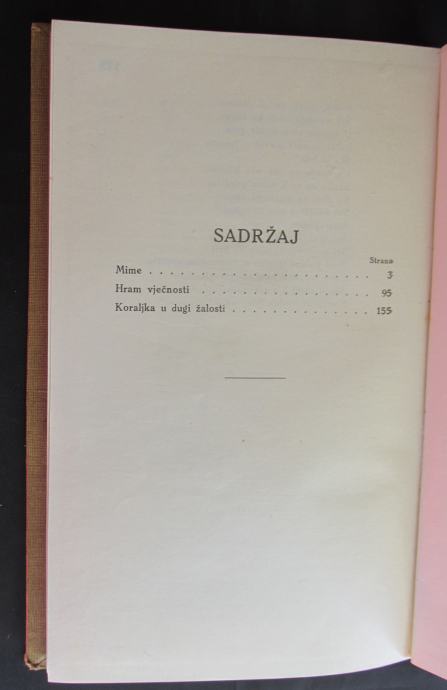 SADRŽAJ
Strana
Mime . . . . . . . . . . . . . . . . . . . . . . 3
Hram vječnosti . . . . . . . . . . . . . . . . . 95
Koraljka u dugi žalosti . . . . . . . . . . . . . . 155